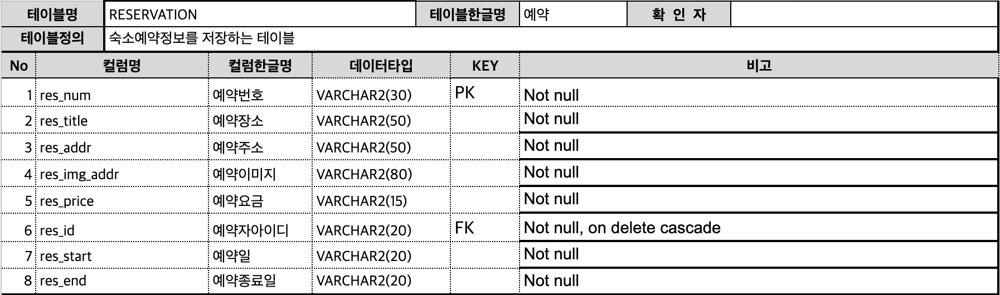 테이블명 RESERVATION 테이블한글명 예약 확 인 자
테이블정의 숙소예약정보를 저장하는 테이블
No 컬럼명 컬럼한글명 데이터타입 KEY 비고
1 res_num 예약번호 VARCHAR2(30) PK Not null
2 res_title 예약장소 VARCHAR2(50) Not null
3 res_addr 예약주소 VARCHAR2(50) Not null
4 res_img_addr 예약이미지 VARCHAR2(80) Not null
5 res_price 예약요금 VARCHAR2(15) Not null
6 res_id 예약자아이디 VARCHAR2(20) FK Not null, on delete cascade
7 res_start 예약일 VARCHAR2(20) Not null
8 res_end 예약종료일 VARCHAR2(20) Not null